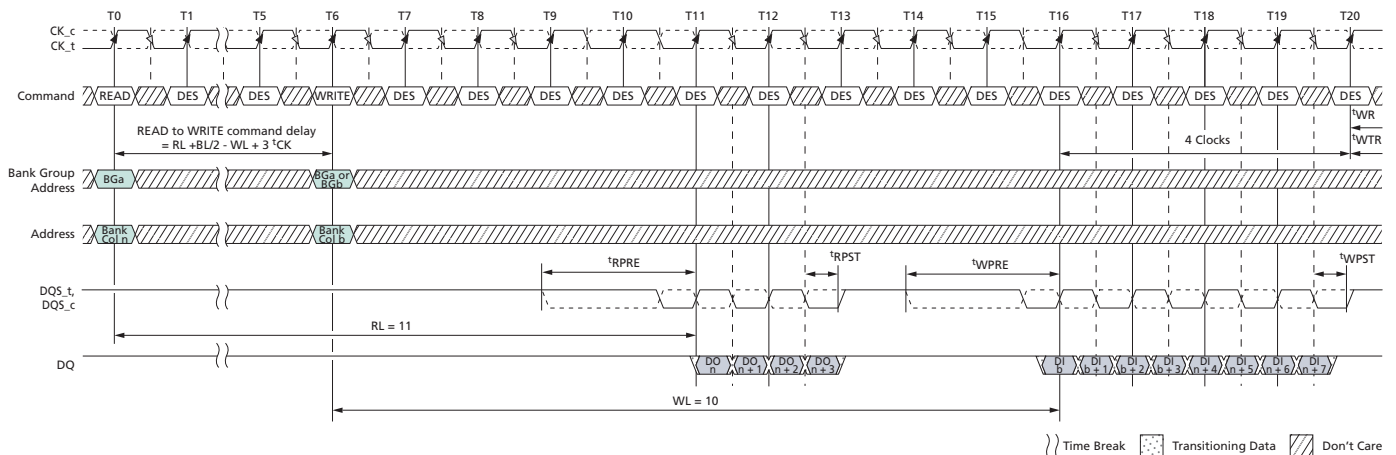 T0 T1 T5 T6 T7 T8 T9 T10 T11 T12 T13 T14 T15 T16 T17 T18 T19 T20
CK_c
CK_t
Command READ DES DES WRITE DES DES DES DES DES DES DES DES DES DES DES DES DES DES
READ to WRITE command delay
= RL +BL/2 - WL + 3 tCK
tWR
4 Clocks
tWTR
Bank Group
Address
BGa
BGa or
BGb
Address
Bank
Col n
Bank
Col b
tRPRE
tRPST
tWPRE
tWPST
DQS_t,
DQS_c
RL = 11
DQ
DO
n
DO
n + 1
DO
n + 2
DO
n + 3
DI
b
DI
b + 1
DI
b + 2
DI
b + 3
DI
n + 4
DI
n + 5
DI
n + 6
DI
n + 7
WL = 10
Time Break Transitioning Data Don't Care